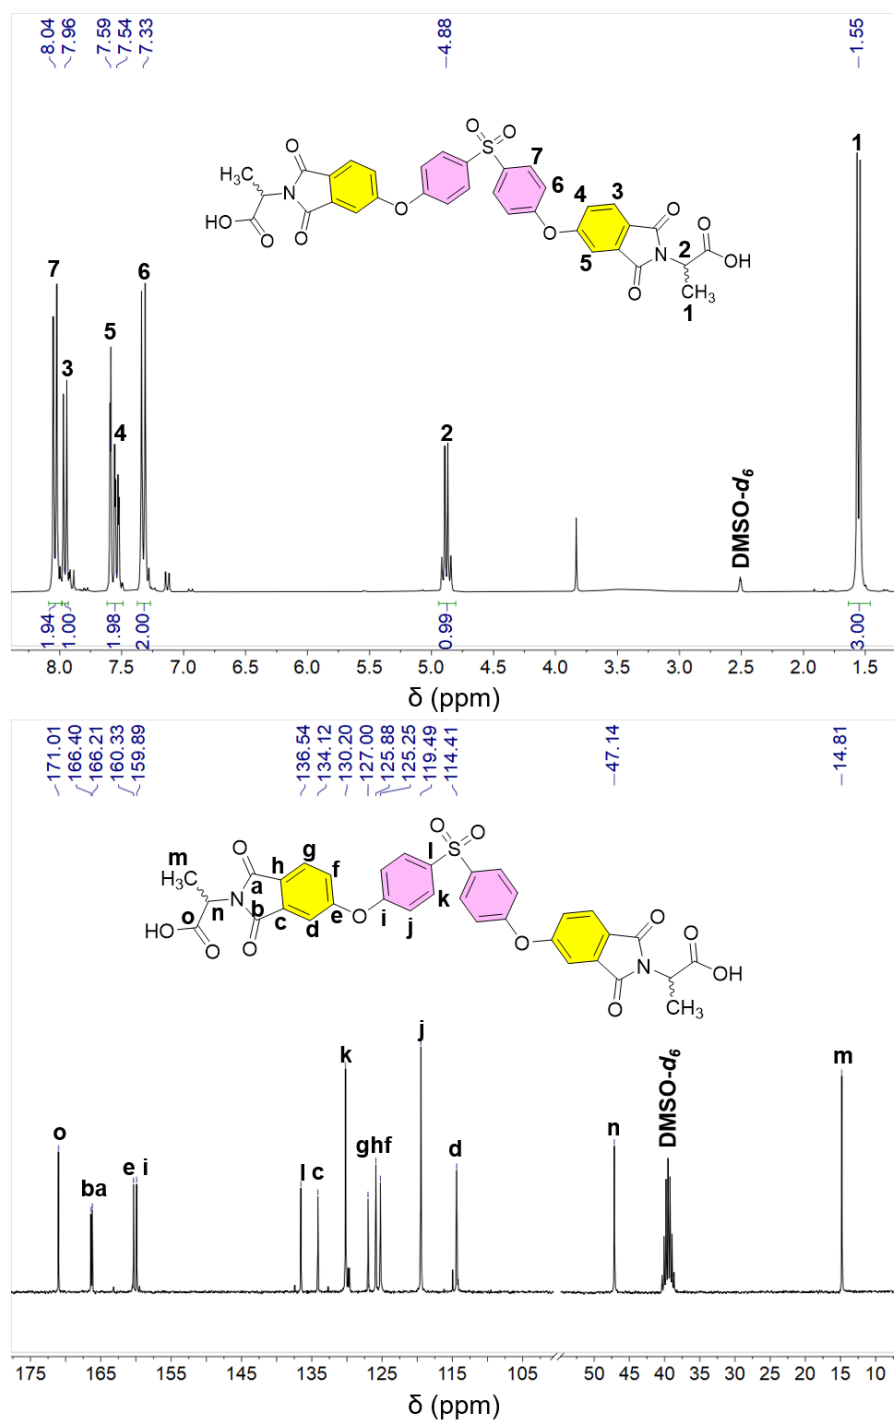 8.04 7.96 7.59 7.54 7.33 4.88 1.55
1
O O
S
7
6
O O
CH3
N
O
O
4 3
O
HO
O
O
5
N 2
O
OH
O
CH3
1
7
6
5
3
4
2
DMSO-d6
1.94 1.00 1.98 2.00 0.99 3.00
8.0 7.5 7.0 6.5 6.0 5.5 5.0 4.5 4.0 3.5 3.0 2.5 2.0 1.5
δ (ppm)
171.01 166.40 166.21 160.33 159.89 136.54 134.12 130.20 127.00 125.88 125.25 119.49 114.41 47.14 14.81
O O
S
l
k
m
CH3
O
g
h f
a
N
n
b
c d e
O
i j
o
HO
O
O
O
O
N
O
O
OH
CH3
j
k
m
DMSO-d6
o
n
ghf
d
e i
l c
ba
175 165 155 145 135 125 115 105 50 45 40 35 30 25 20 15 10
δ (ppm)